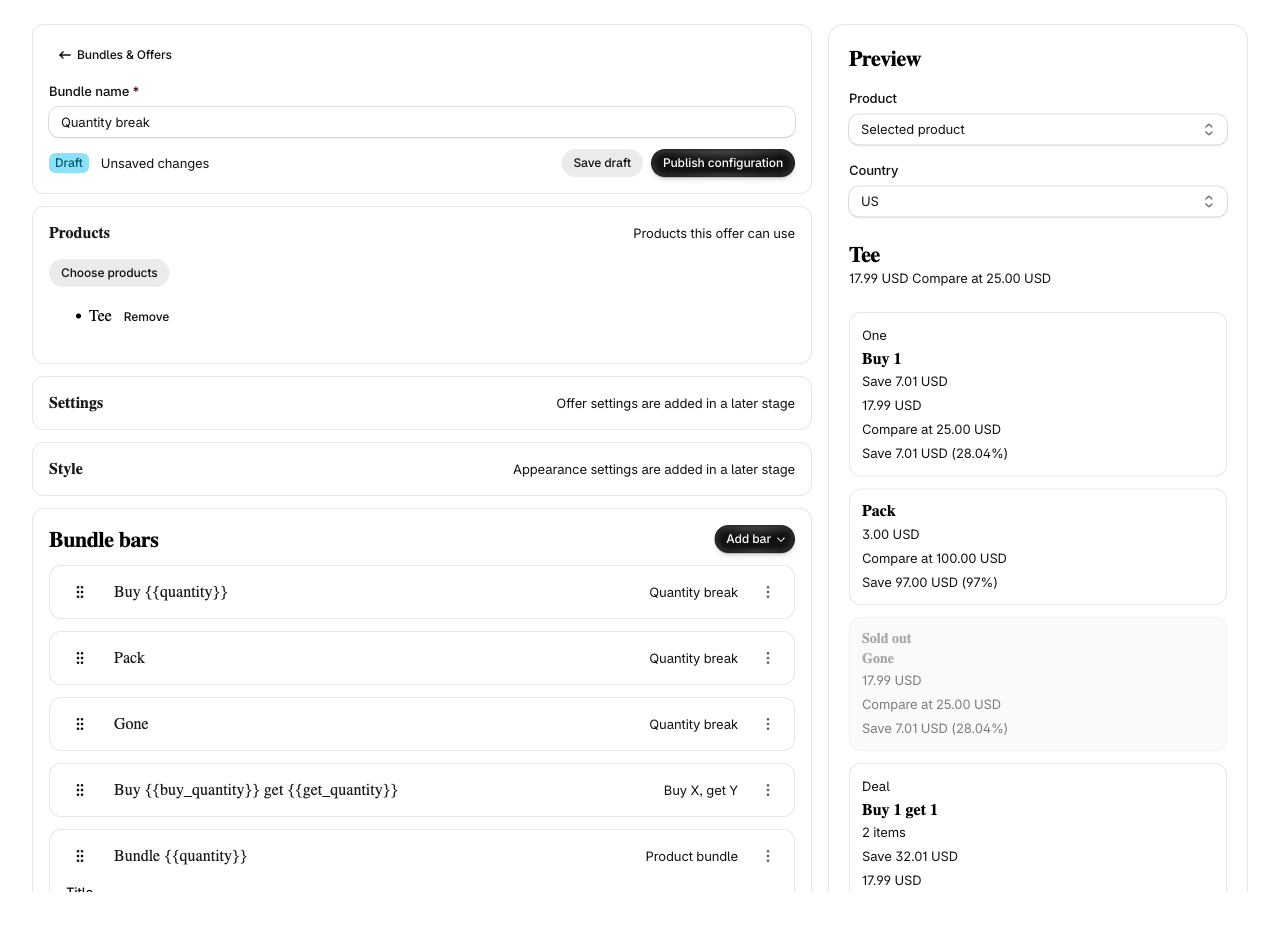 Bundles & Offers
Bundle name *
Quantity break
Draft Unsaved changes Save draft Publish configuration
Products Products this offer can use
Choose products
• Tee Remove
Settings Offer settings are added in a later stage
Style Appearance settings are added in a later stage
Bundle bars Add bar
Buy {{quantity}} Quantity break
Pack Quantity break
Gone Quantity break
Buy {{buy_quantity}} get {{get_quantity}} Buy X, get Y
Bundle {{quantity}} Product bundle
Title
Preview
Product
Selected product
Country
US
Tee
17.99 USD Compare at 25.00 USD
One
Buy 1
Save 7.01 USD
17.99 USD
Compare at 25.00 USD
Save 7.01 USD (28.04%)
Pack
3.00 USD
Compare at 100.00 USD
Save 97.00 USD (97%)
Sold out
Gone
17.99 USD
Compare at 25.00 USD
Save 7.01 USD (28.04%)
Deal
Buy 1 get 1
2 items
Save 32.01 USD
17.99 USD